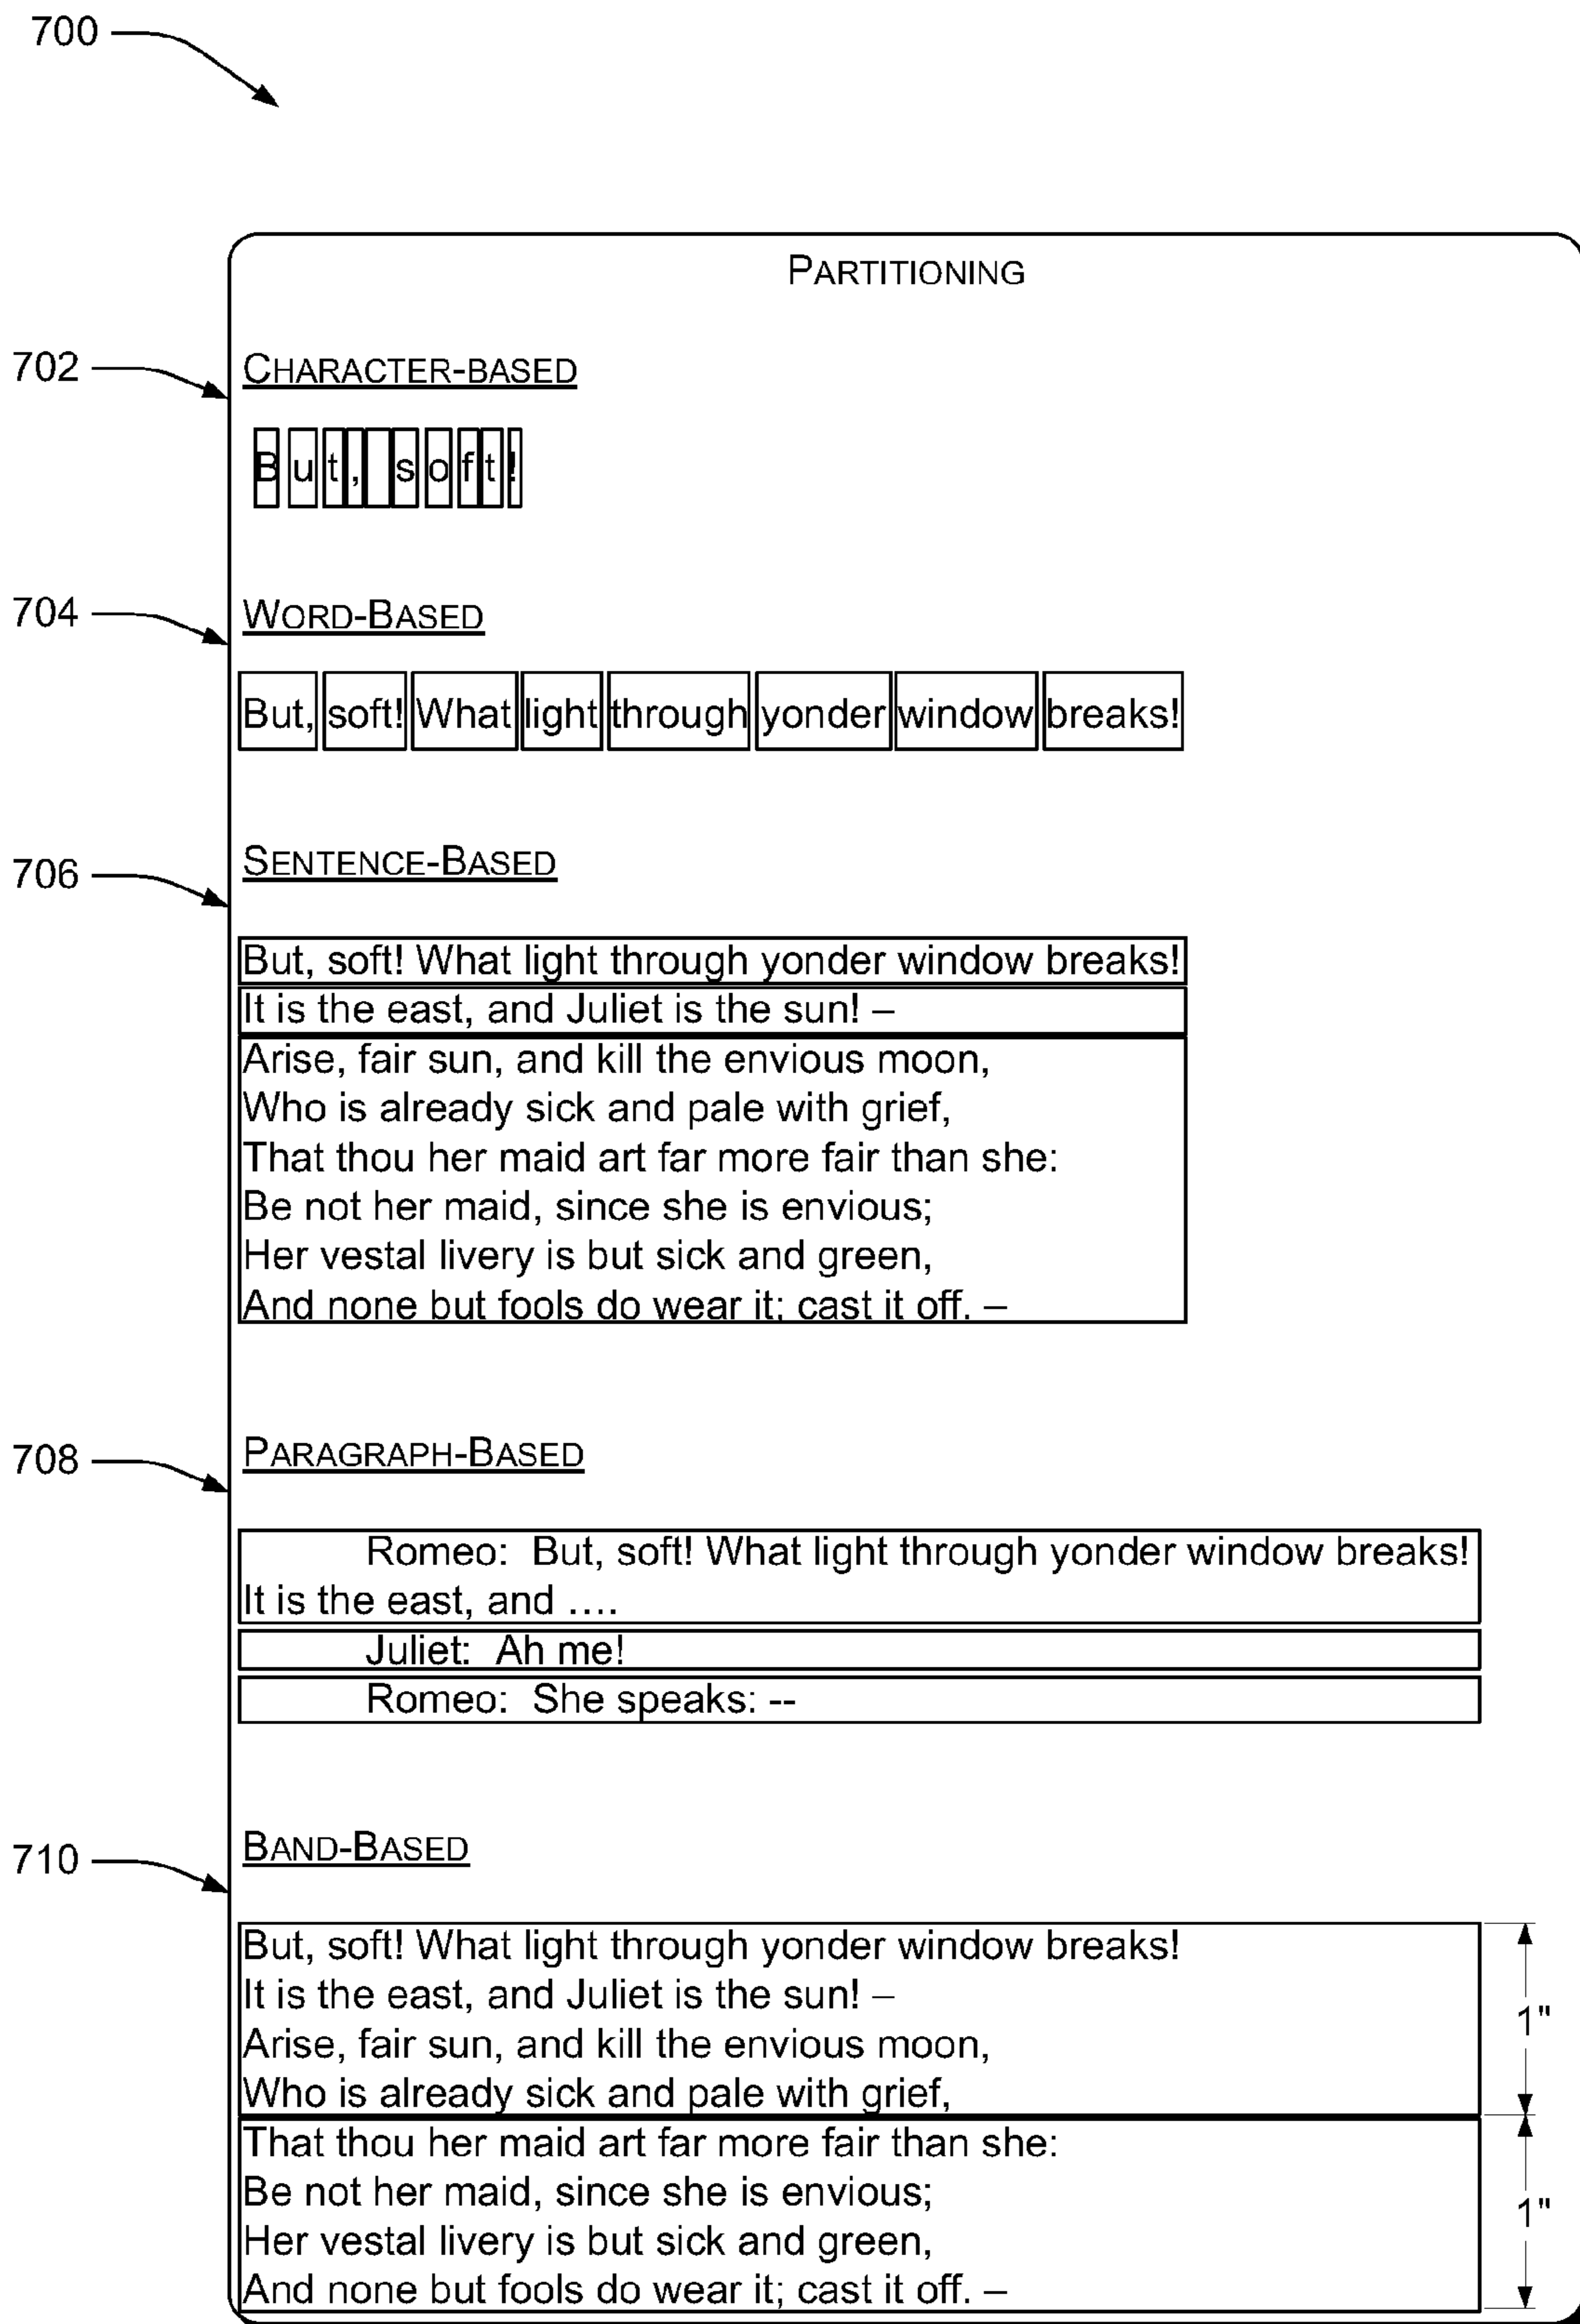 700
PARTITIONING
702
CHARACTER-BASED
But, soft!
704
WORD-BASED
But, soft! What light through yonder window breaks!
706
SENTENCE-BASED
But, soft! What light through yonder window breaks!
It is the east, and Juliet is the sun! –
Arise, fair sun, and kill the envious moon,
Who is already sick and pale with grief,
That thou her maid art far more fair than she:
Be not her maid, since she is envious;
Her vestal livery is but sick and green,
And none but fools do wear it; cast it off. –
708
PARAGRAPH-BASED
Romeo: But, soft! What light through yonder window breaks!
It is the east, and ....
Juliet: Ah me!
Romeo: She speaks: --
710
BAND-BASED
But, soft! What light through yonder window breaks!
It is the east, and Juliet is the sun! –
Arise, fair sun, and kill the envious moon,
Who is already sick and pale with grief,
1"
That thou her maid art far more fair than she:
Be not her maid, since she is envious;
Her vestal livery is but sick and green,
And none but fools do wear it; cast it off. –
1"